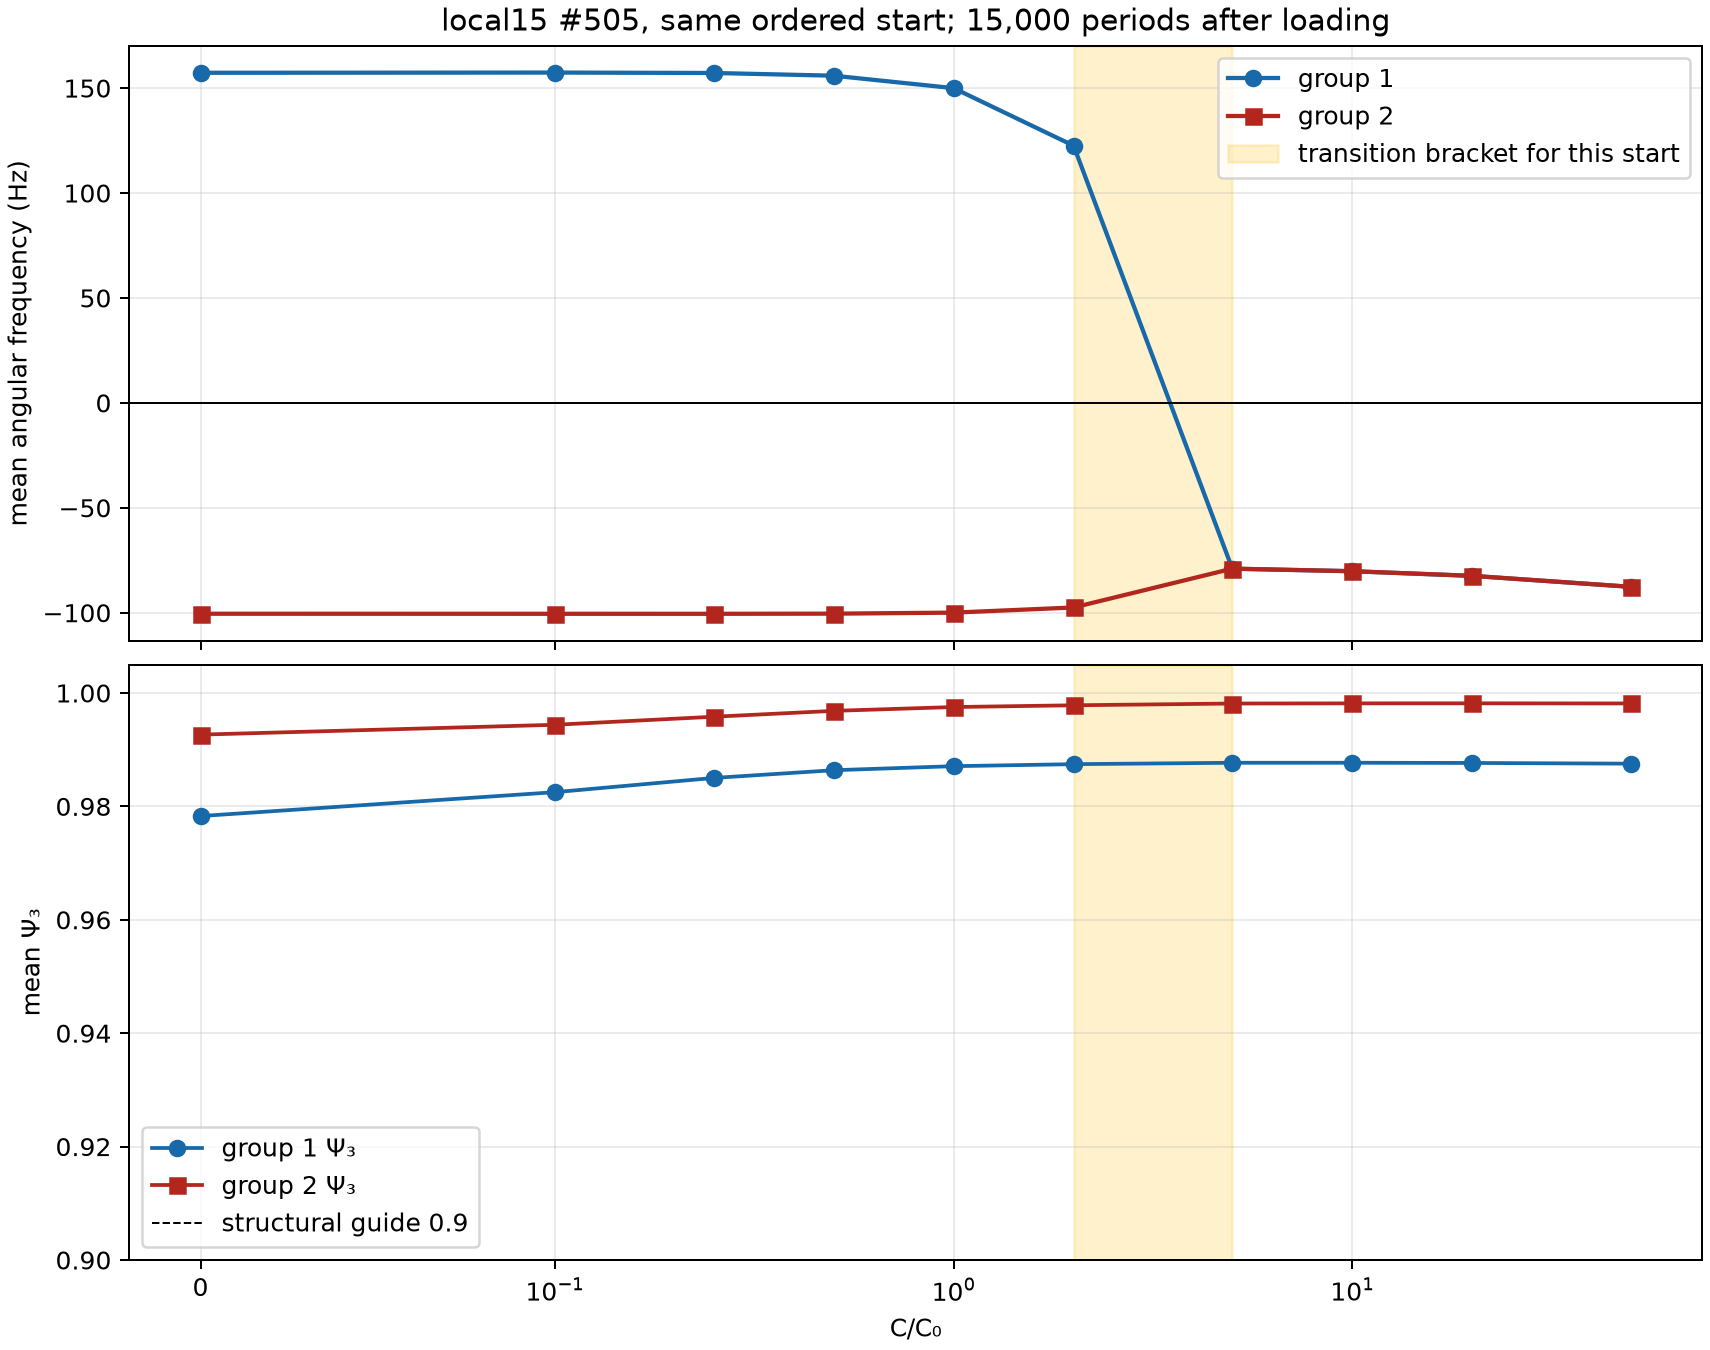 local15 #505, same ordered start; 15,000 periods after loading
mean angular frequency (Hz)
150
100
50
0
−50
−100
group 1
group 2
transition bracket for this start
mean Ψ₃
1.00
0.98
0.96
0.94
0.92
0.90
group 1 Ψ₃
group 2 Ψ₃
structural guide 0.9
0 10⁻¹ 10⁰ 10¹
C/C₀